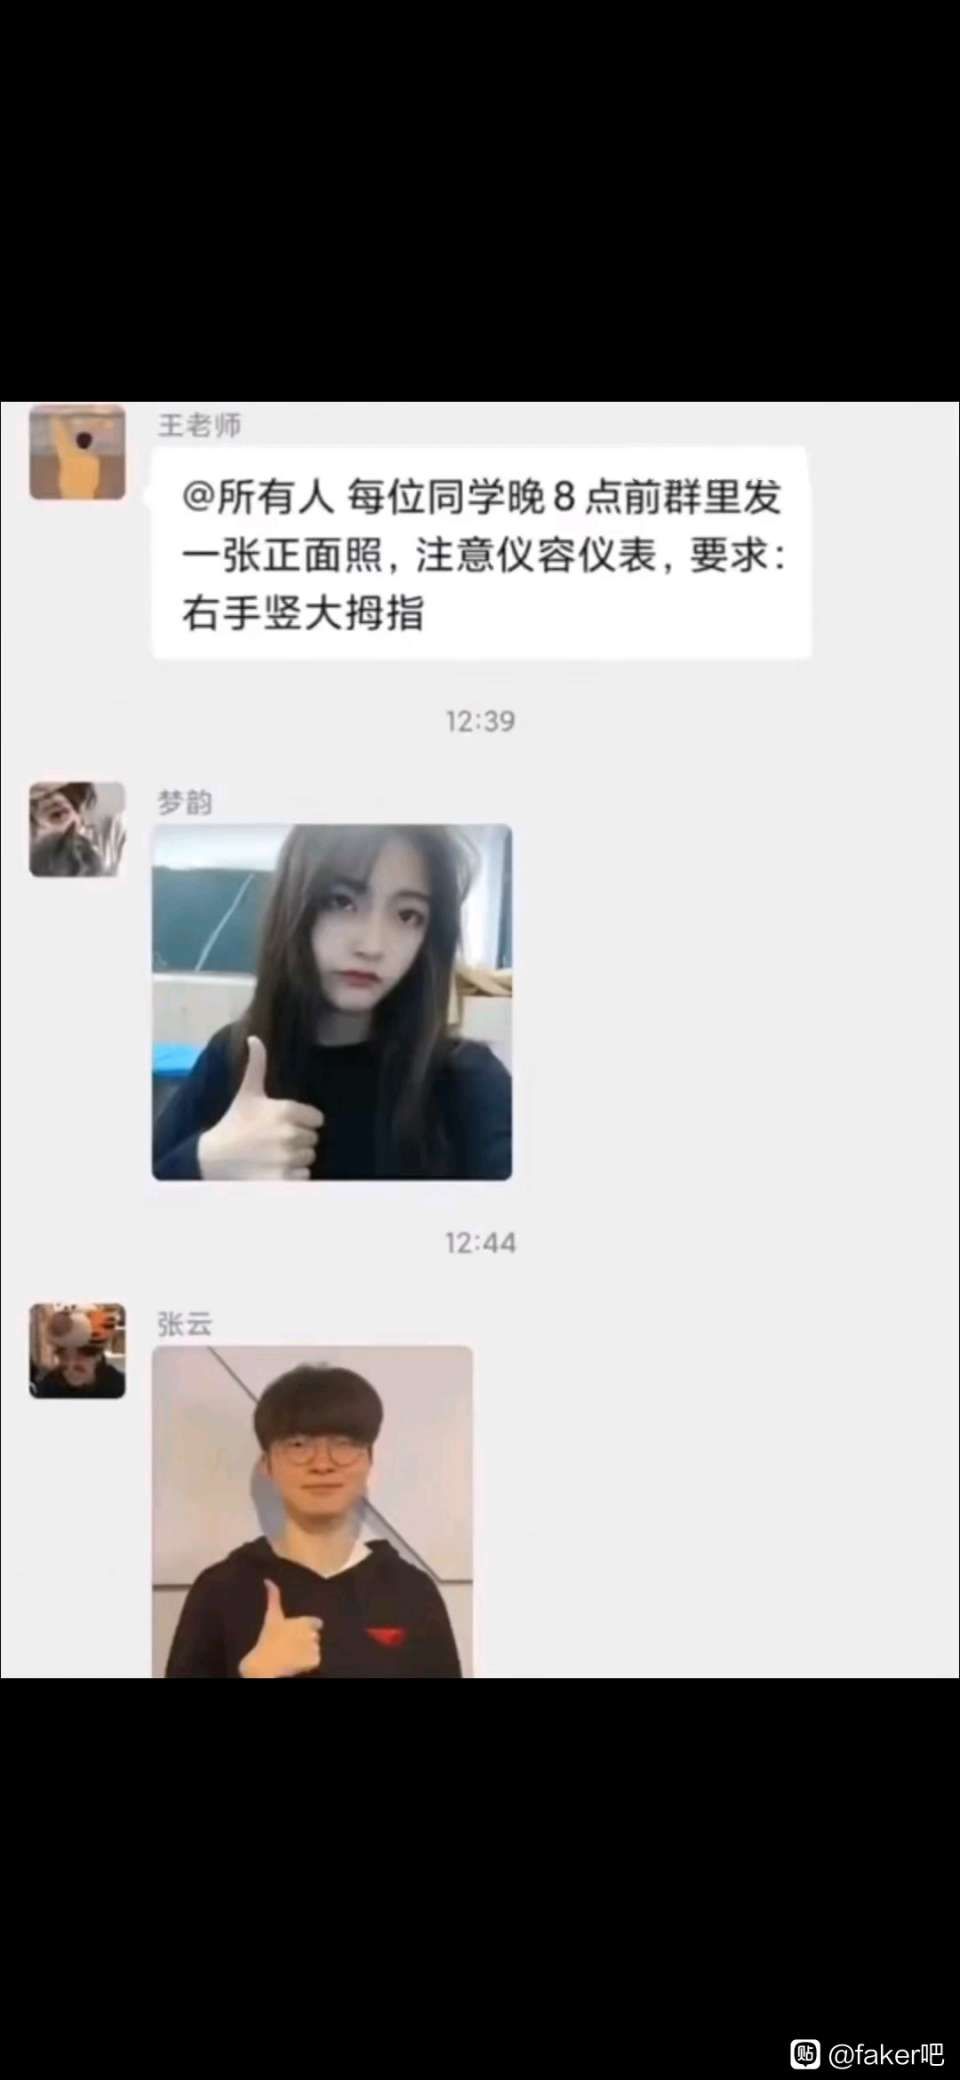 王老师
@所有人 每位同学晚8点前群里发
一张正面照, 注意仪容仪表, 要求:
右手竖大拇指
12:39
梦韵
12:44
张云
贴 @faker吧